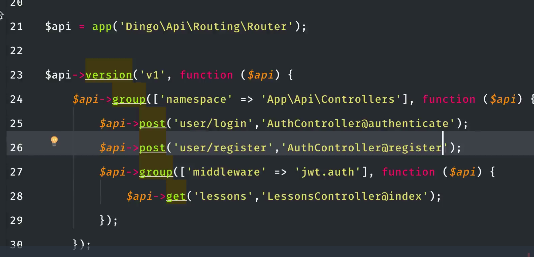 20
21 $api = app('Dingo\Api\Routing\Router');
22
23 $api->version('v1', function ($api) {
24 $api->group(['namespace' => 'App\Api\Controllers'], function ($api) {
25 $api->post('user/login','AuthController@authenticate');
26 $api->post('user/register','AuthController@register');
27 $api->group(['middleware' => 'jwt.auth'], function ($api) {
28 $api->get('lessons','LessonsController@index');
29 });
30 });